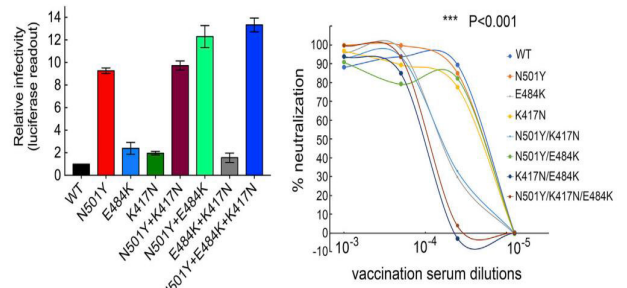 Relative infectivity
(luciferase readout)
14
12
10
8
6
4
2
0
WT
N501Y
E484K
K417N
N501Y+K417N
N501Y+E484K
E484K+K417N
N501Y+E484K+K417N
*** P<0.001
% neutralization
100
90
80
70
60
50
40
30
20
10
0
-10
10-3
10-4
10-5
vaccination serum dilutions
WT
N501Y
E484K
K417N
N501Y/K417N
N501Y/E484K
K417N/E484K
N501Y/K417N/E484K